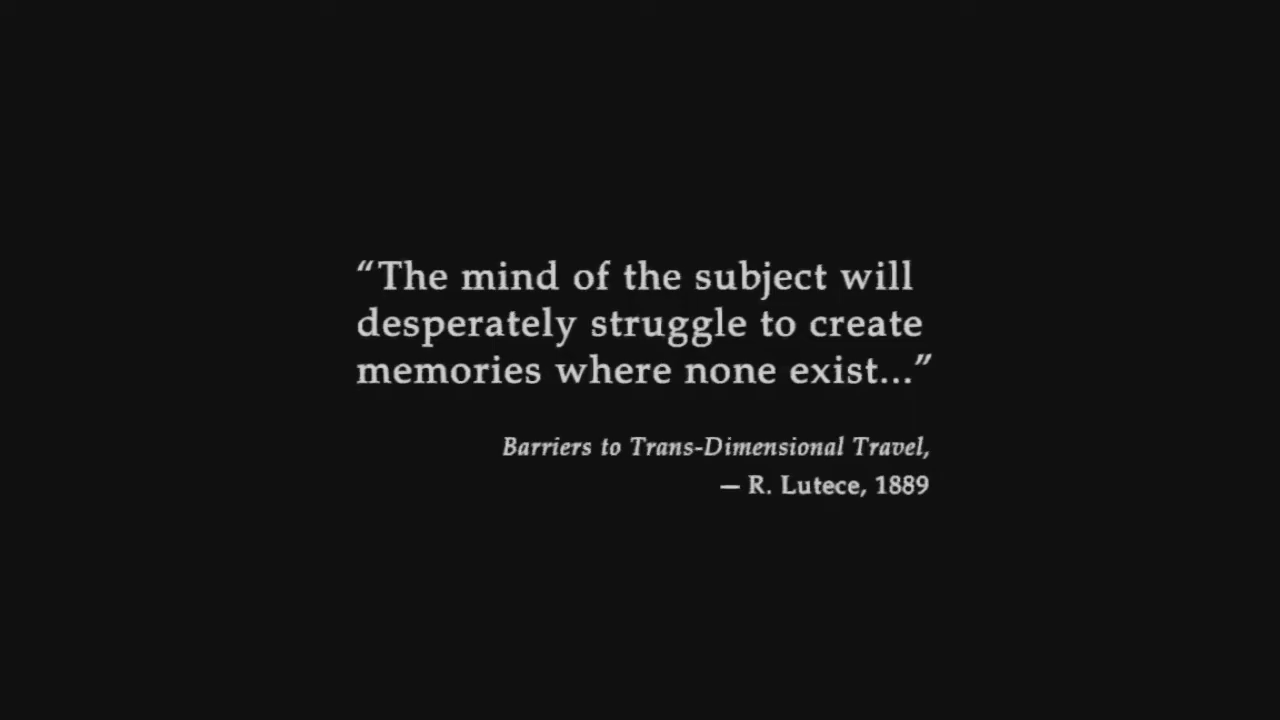 “The mind of the subject will
desperately struggle to create
memories where none exist...”
Barriers to Trans-Dimensional Travel,
— R. Lutece, 1889